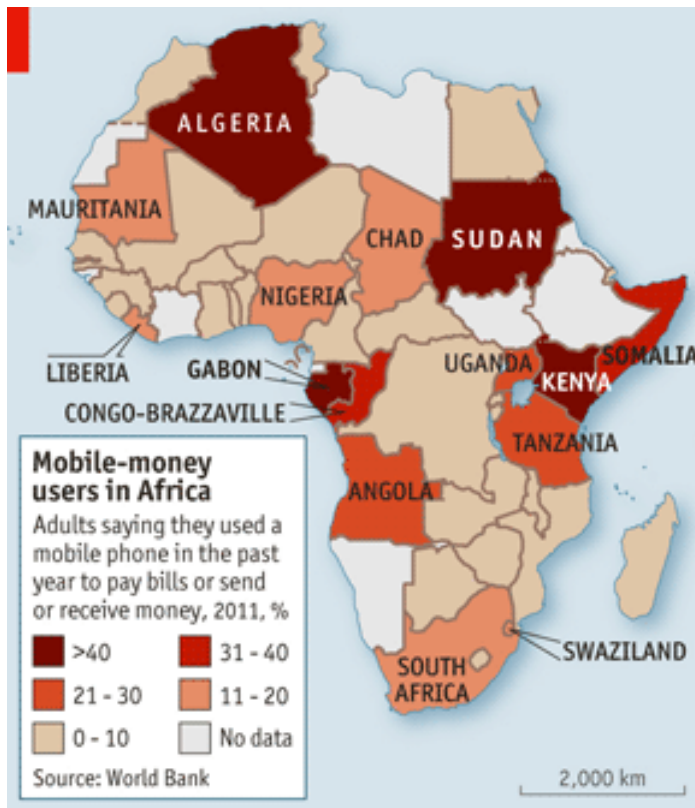 ALGERIA
MAURITANIA
CHAD
SUDAN
NIGERIA
LIBERIA
GABON
UGANDA
SOMALIA
KENYA
CONGO-BRAZZAVILLE
TANZANIA
ANGOLA
SWAZILAND
SOUTH
AFRICA
Mobile-money
users in Africa
Adults saying they used a
mobile phone in the past
year to pay bills or send
or receive money, 2011, %
>40
31 - 40
21 - 30
11 - 20
0 - 10
No data
Source: World Bank
2,000 km